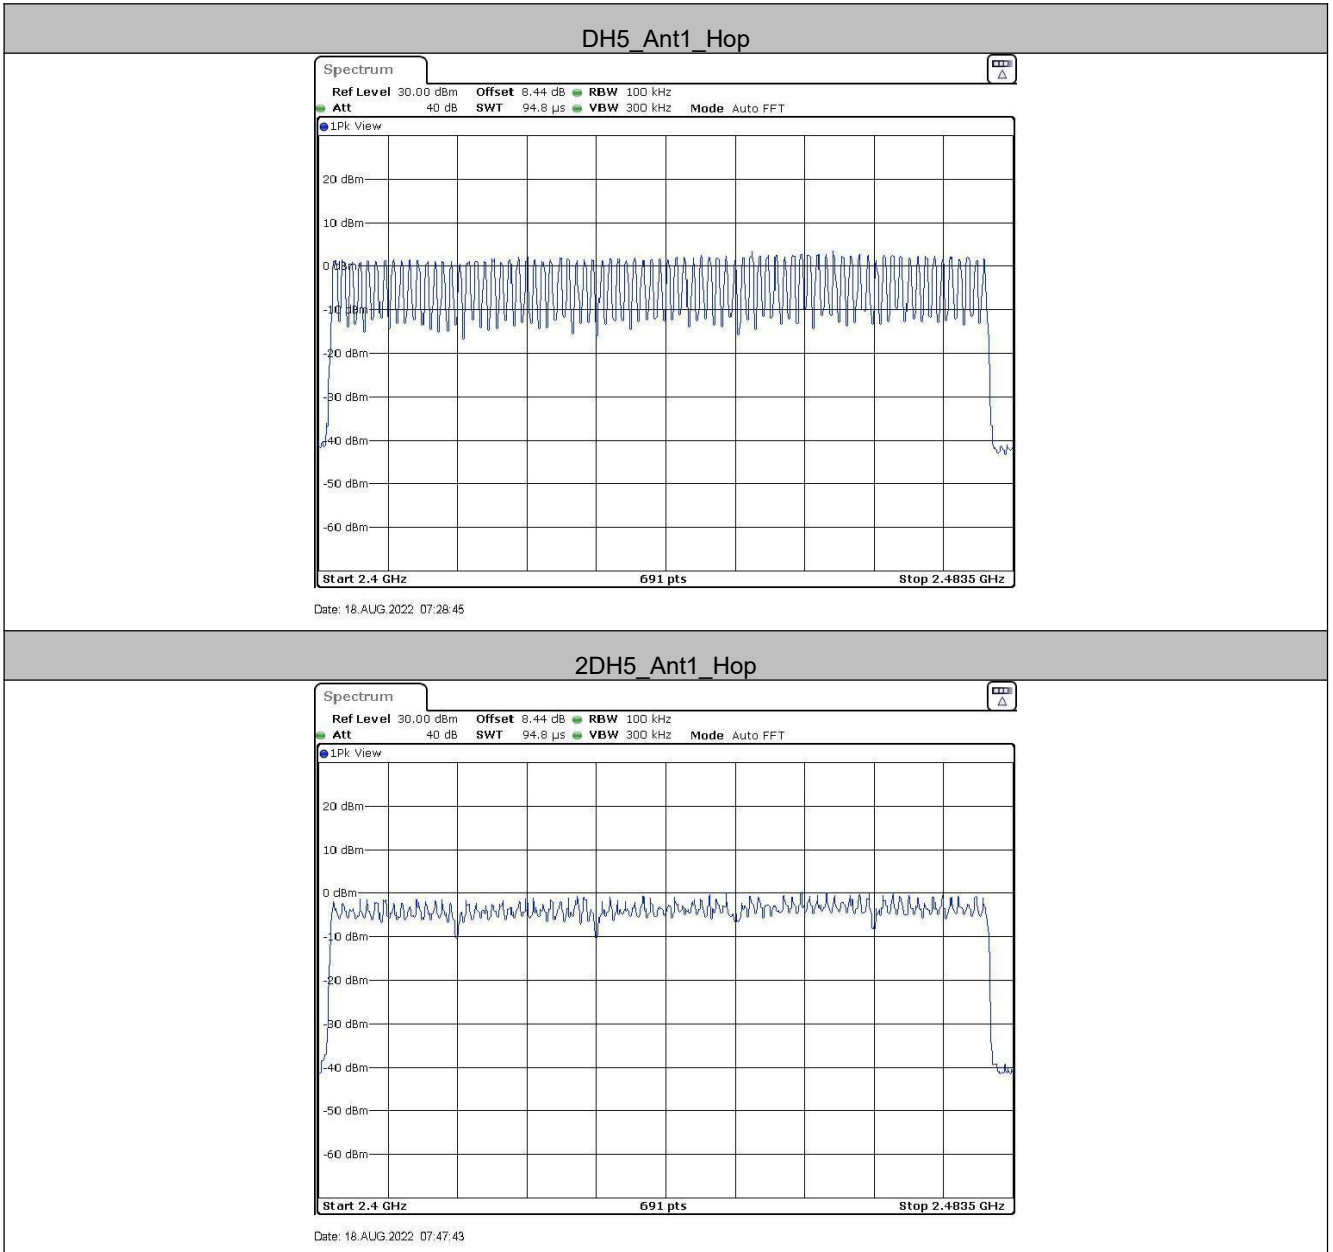 DH5_Ant1_Hop
Spectrum
Ref Level 30.00 dBm Offset 8.44 dB RBW 100 kHz
Att 40 dB SWT 94.8 µs VBW 300 kHz Mode Auto FFT
1Pk View
20 dBm
10 dBm
0 dBm
-10 dBm
-20 dBm
-30 dBm
-40 dBm
-50 dBm
-60 dBm
Start 2.4 GHz 691 pts Stop 2.4835 GHz
Date: 18.AUG.2022 07:28:45
2DH5_Ant1_Hop
Spectrum
Ref Level 30.00 dBm Offset 8.44 dB RBW 100 kHz
Att 40 dB SWT 94.8 µs VBW 300 kHz Mode Auto FFT
1Pk View
20 dBm
10 dBm
0 dBm
-10 dBm
-20 dBm
-30 dBm
-40 dBm
-50 dBm
-60 dBm
Start 2.4 GHz 691 pts Stop 2.4835 GHz
Date: 18.AUG.2022 07:47:43